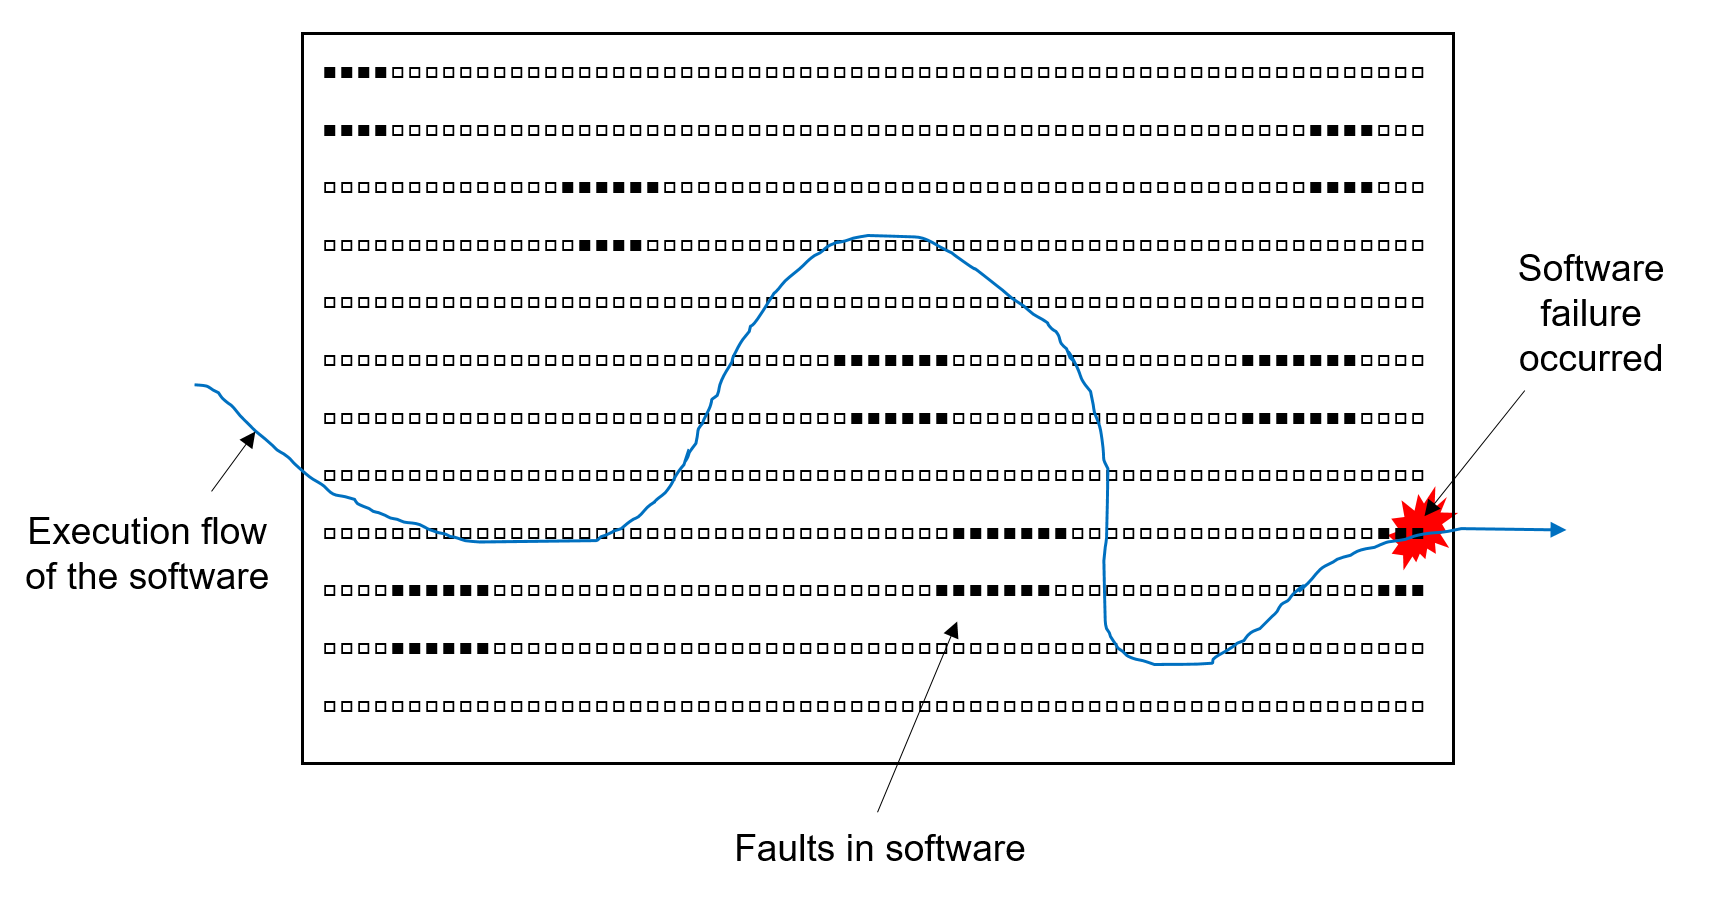 Software
failure
occurred
Execution flow
of the software
Faults in software